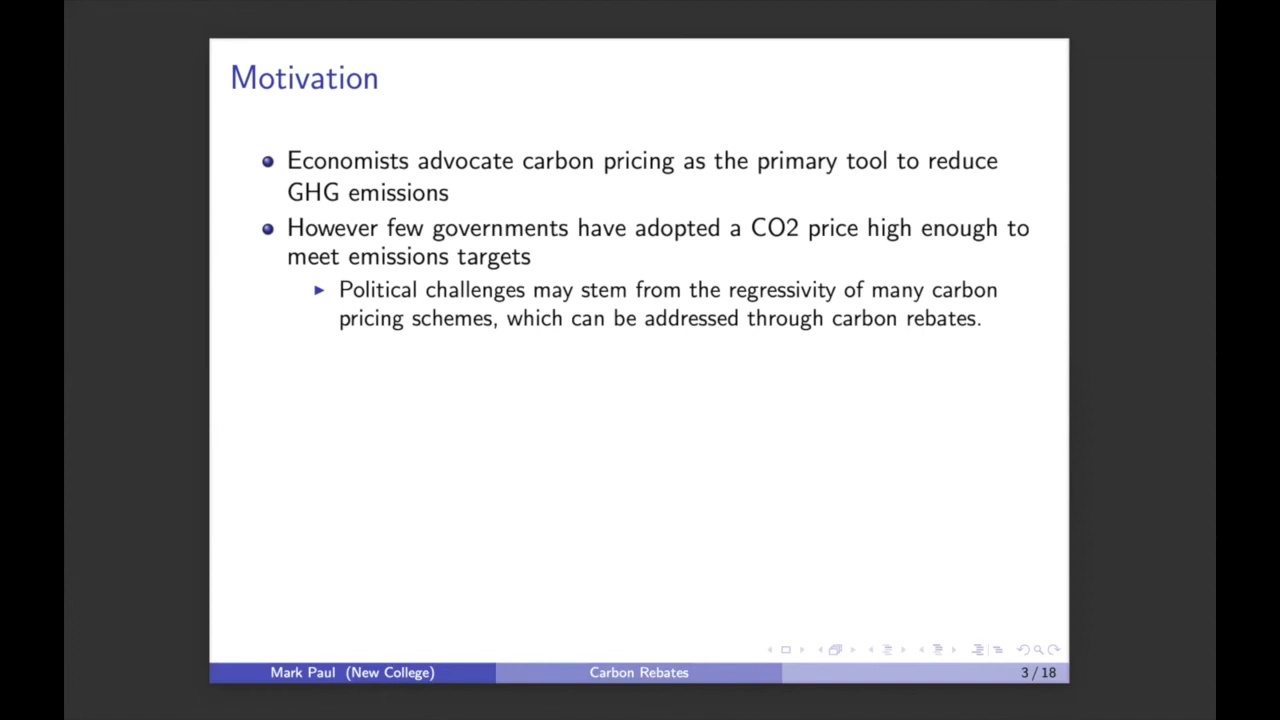 Motivation
Economists advocate carbon pricing as the primary tool to reduce
GHG emissions
However few governments have adopted a CO2 price high enough to
meet emissions targets
Political challenges may stem from the regressivity of many carbon
pricing schemes, which can be addressed through carbon rebates.
Mark Paul (New College)
Carbon Rebates
3 / 18